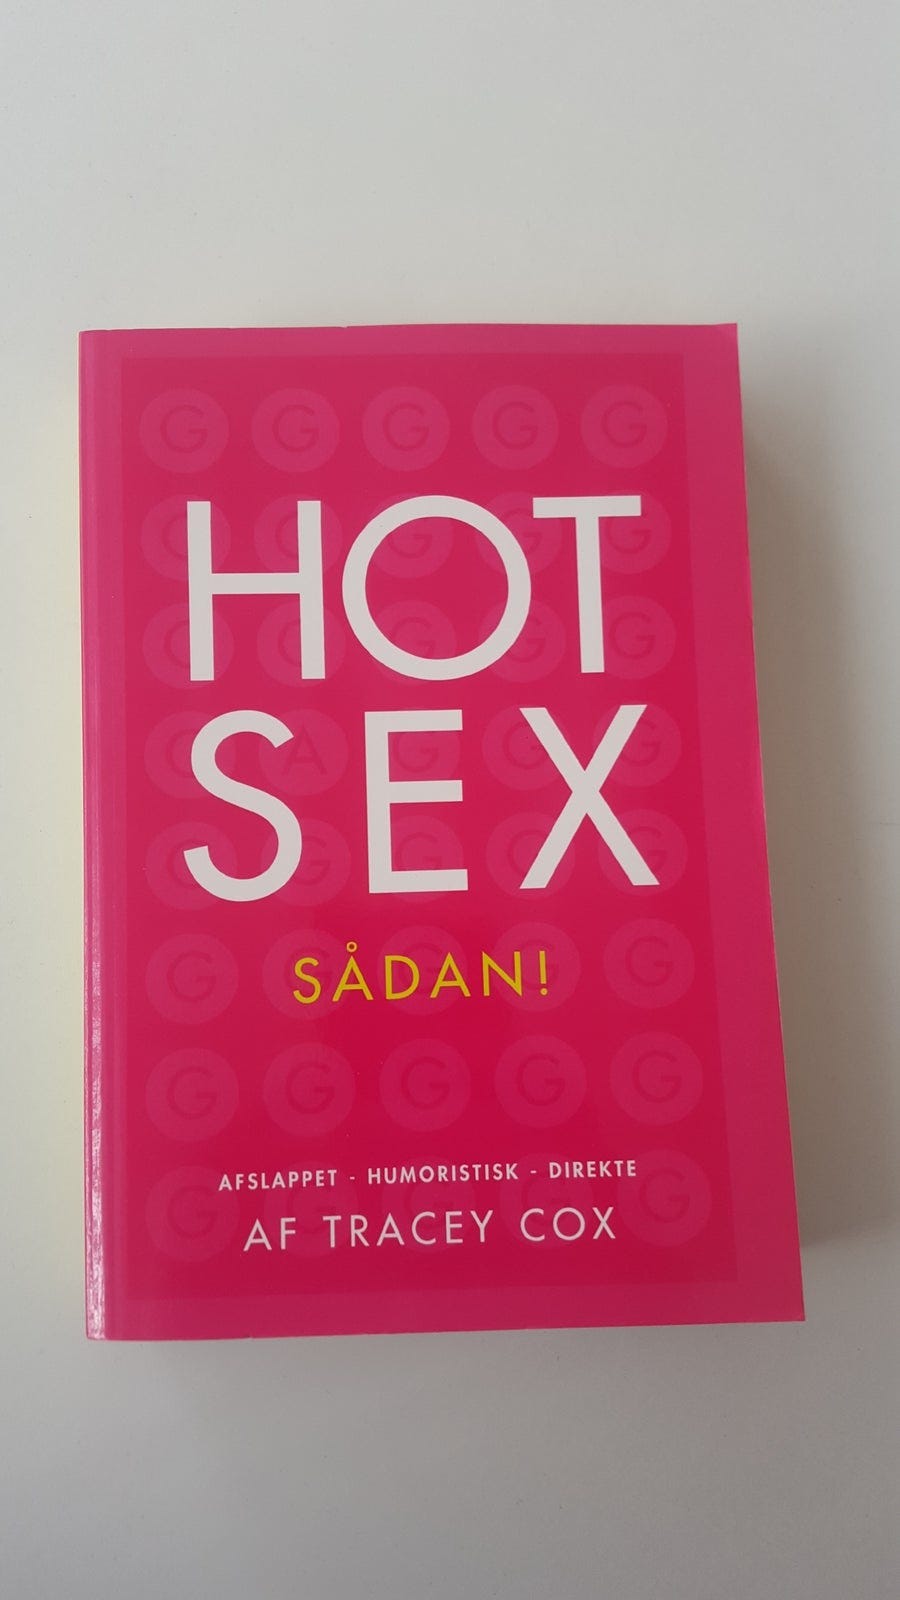 G G G G G
HOT
SEX
A
SÅDAN!
G G G G G
AFSLAPPET - HUMORISTISK - DIREKTE
AF TRACEY COX